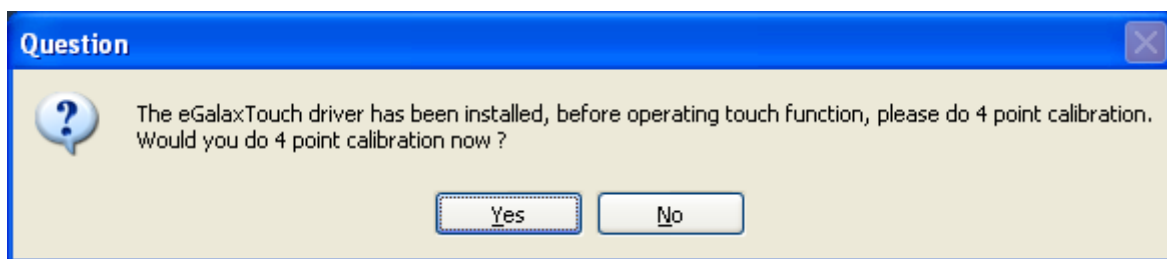 Question
The eGalaxTouch driver has been installed, before operating touch function, please do 4 point calibration.
Would you do 4 point calibration now ?
Yes No